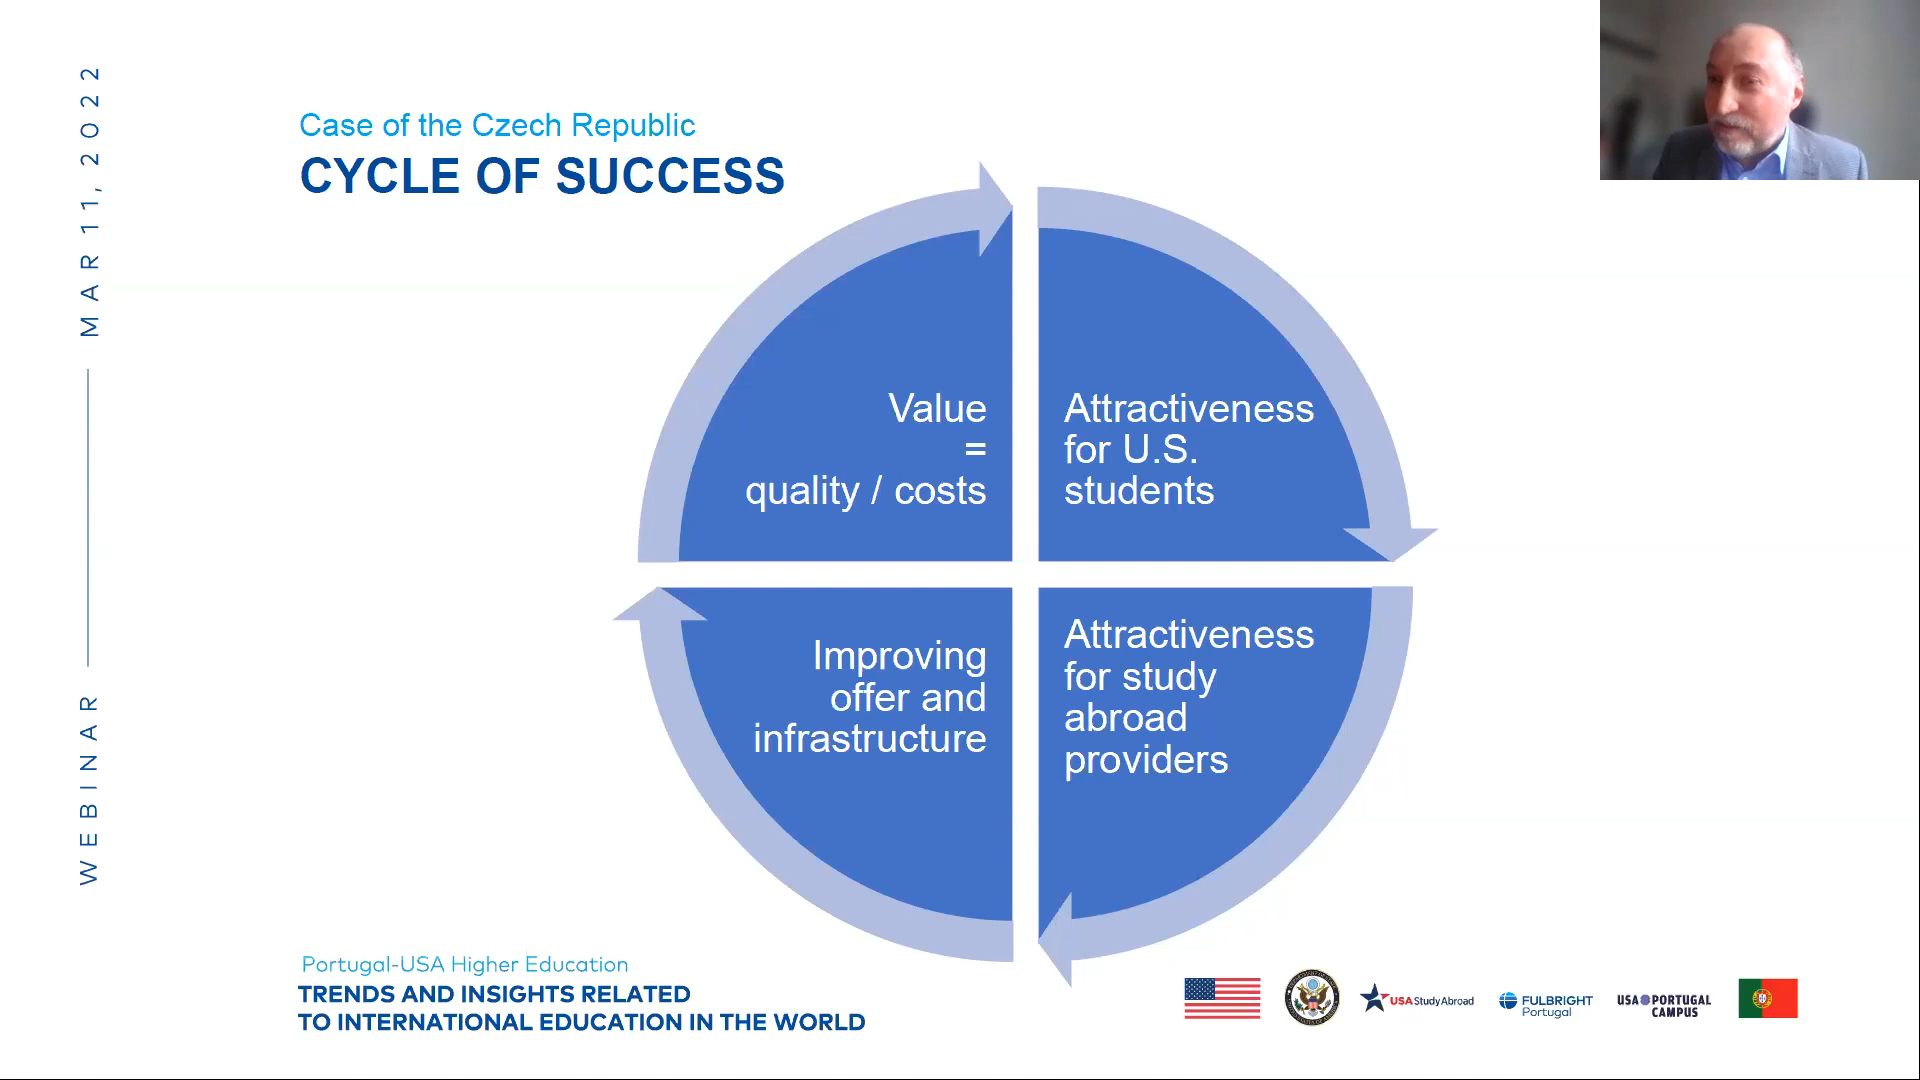 WEBINAR
MAR 11, 2022
Case of the Czech Republic
CYCLE OF SUCCESS
Value
=
quality / costs
Attractiveness
for U.S.
students
Improving
offer and
infrastructure
Attractiveness
for study
abroad
providers
Portugal-USA Higher Education
TRENDS AND INSIGHTS RELATED
TO INTERNATIONAL EDUCATION IN THE WORLD
USA StudyAbroad
FULBRIGHT
Portugal
USA PORTUGAL
CAMPUS